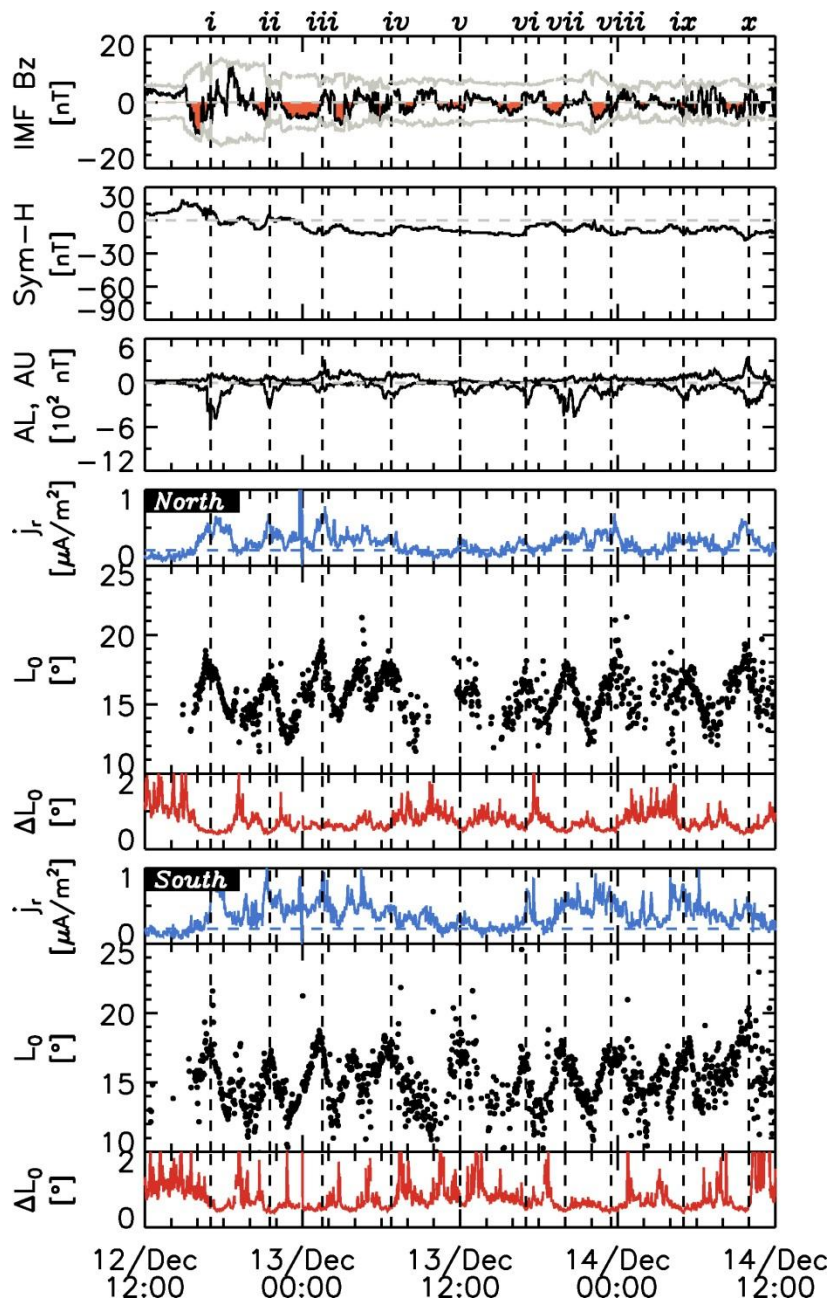 i ii iii iv v vi vii viii ix x
20
0
−20
IMF Bz
[nT]
30
0
−30
−60
−90
Sym−H
[nT]
6
0
−6
−12
AL, AU
[10² nT]
North
1
0
jᵣ
[μA/m²]
25
20
15
10
L₀
[°]
2
0
ΔL₀
[°]
South
1
0
jᵣ
[μA/m²]
25
20
15
10
L₀
[°]
2
0
ΔL₀
[°]
12/Dec 13/Dec 13/Dec 14/Dec 14/Dec
12:00 00:00 12:00 00:00 12:00